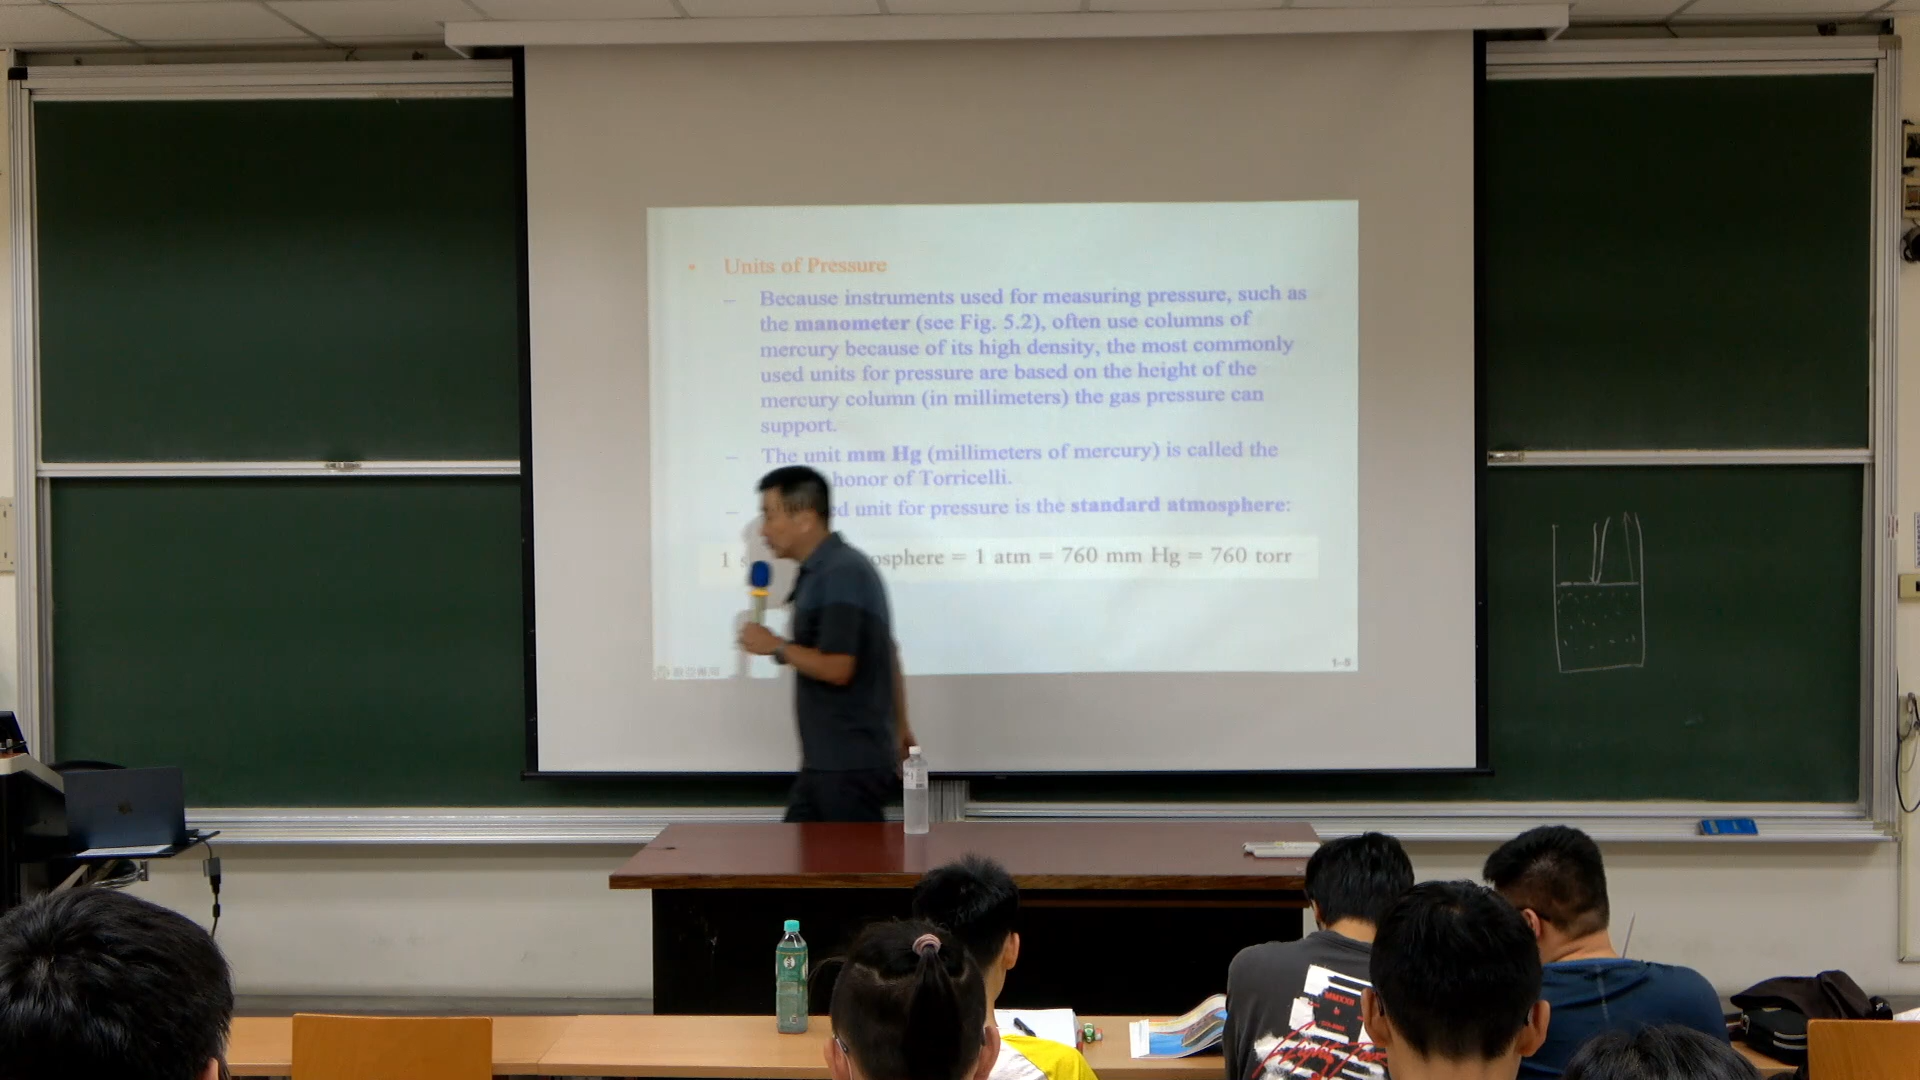 • Units of Pressure
– Because instruments used for measuring pressure, such as
the manometer (see Fig. 5.2), often use columns of
mercury because of its high density, the most commonly
used units for pressure are based on the height of the
mercury column (in millimeters) the gas pressure can
support.
– The unit mm Hg (millimeters of mercury) is called the
honor of Torricelli.
– ed unit for pressure is the standard atmosphere:
1 s osphere = 1 atm = 760 mm Hg = 760 torr